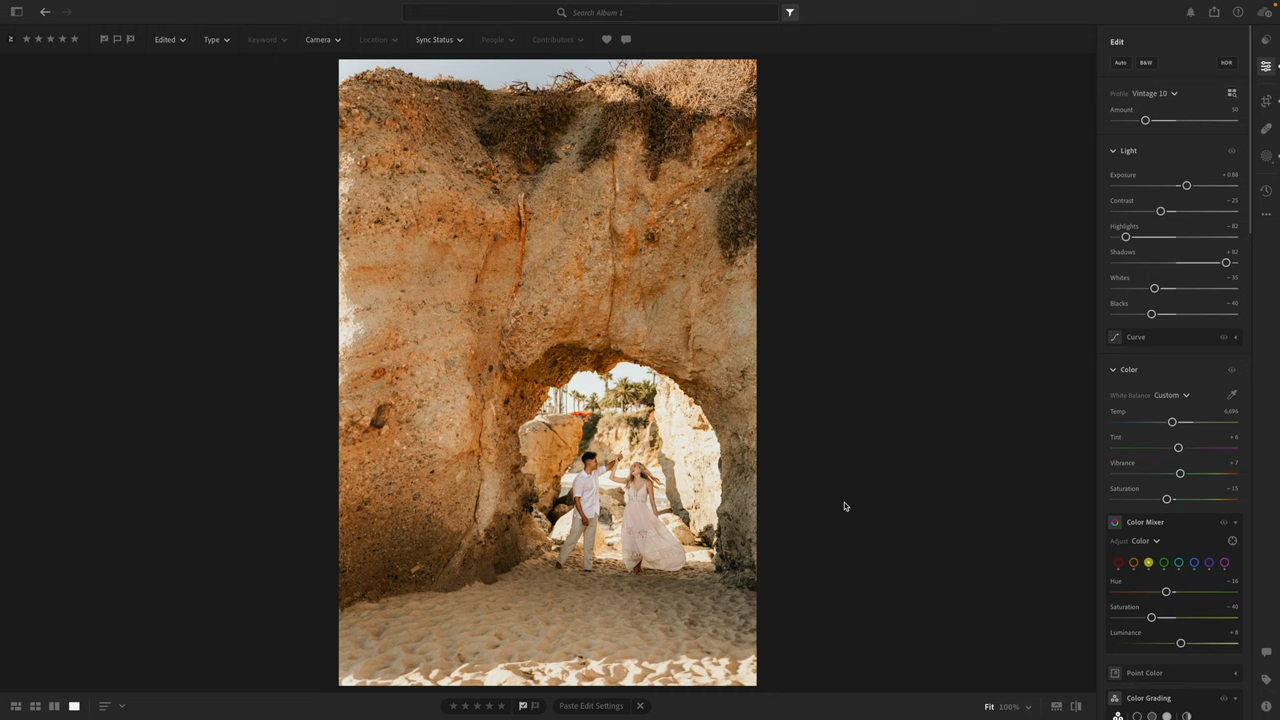 Search Album 1
≥
Edited
Type
Keyword
Camera
Location
Sync Status
People
Contributors
Edit
Auto
B&W
HDR
Profile Vintage 10
Amount 50
Light
Exposure + 0.88
Contrast − 25
Highlights − 82
Shadows + 82
Whites − 35
Blacks − 40
Curve
Color
White Balance Custom
Temp 6,696
Tint + 6
Vibrance + 7
Saturation − 15
Color Mixer
Adjust Color
Hue − 16
Saturation − 40
Luminance + 8
Point Color
Color Grading
Paste Edit Settings
Fit 100%